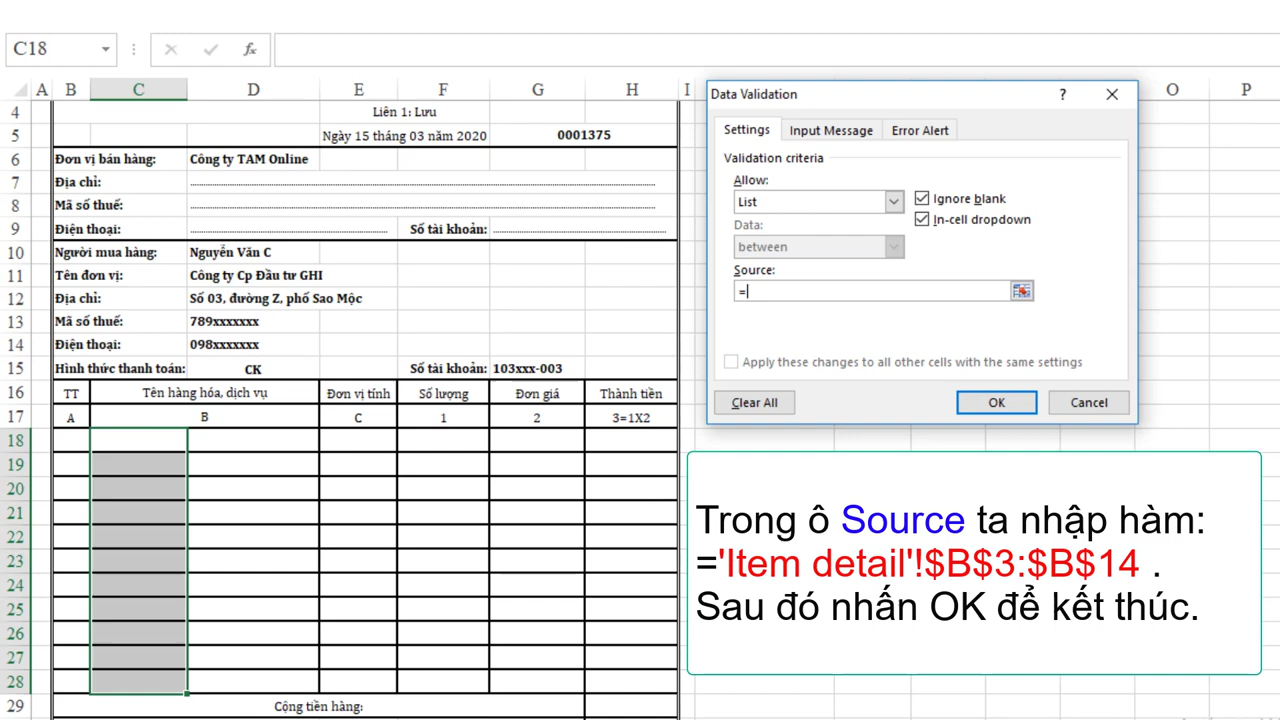 C18
fx
A B C D E F G H I O P
4 Liên 1: Lưu
5 Ngày 15 tháng 03 năm 2020 0001375
6 Đơn vị bán hàng: Công ty TAM Online
7 Địa chỉ:
8 Mã số thuế:
9 Điện thoại: Số tài khoản:
10 Người mua hàng: Nguyễn Văn C
11 Tên đơn vị: Công ty Cp Đầu tư GHI
12 Địa chỉ: Số 03, đường Z, phố Sao Mộc
13 Mã số thuế: 789xxxxxxx
14 Điện thoại: 098xxxxxxx
15 Hình thức thanh toán: CK Số tài khoản: 103xxx-003
16 TT Tên hàng hóa, dịch vụ Đơn vị tính Số lượng Đơn giá Thành tiền
17 A B C 1 2 3=1X2
18
19
20
21
22
23
24
25
26
27
28
29 Cộng tiền hàng:
Data Validation ?
Settings Input Message Error Alert
Validation criteria
Allow:
List Ignore blank
In-cell dropdown
Data:
between
Source:
=
Apply these changes to all other cells with the same settings
Clear All OK Cancel
Trong ô Source ta nhập hàm:
='Item detail'!$B$3:$B$14 .
Sau đó nhấn OK để kết thúc.